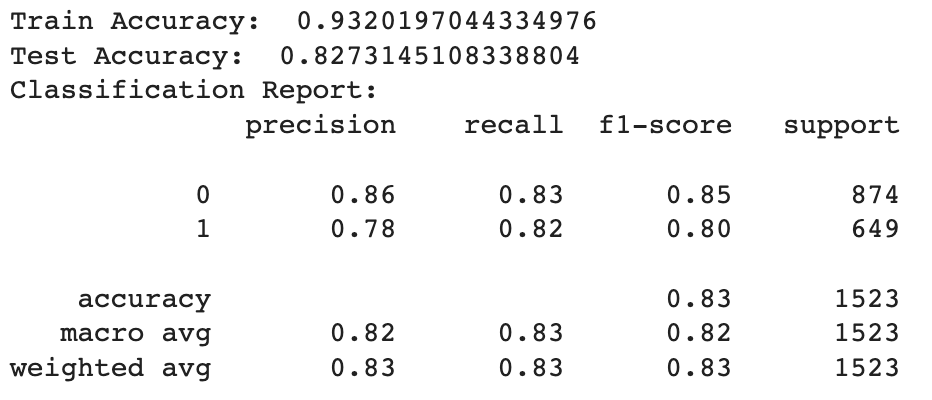 Train Accuracy:  0.9320197044334976
Test Accuracy:  0.8273145108338804
Classification Report:
              precision    recall  f1-score   support

           0       0.86      0.83      0.85       874
           1       0.78      0.82      0.80       649

    accuracy                           0.83      1523
   macro avg       0.82      0.83      0.82      1523
weighted avg       0.83      0.83      0.83      1523